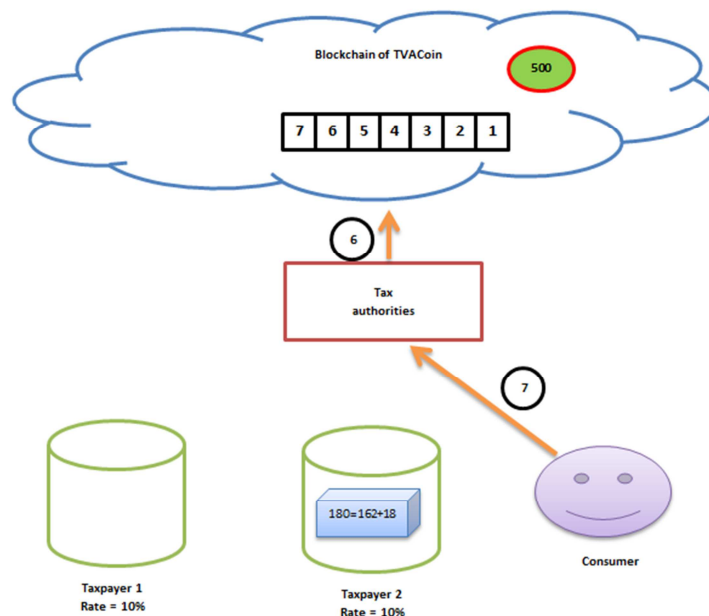 Blockchain of TVACoin
500
7 6 5 4 3 2 1
6
Tax
authorities
7
180=162+18
Consumer
Taxpayer 1
Rate = 10%
Taxpayer 2
Rate = 10%